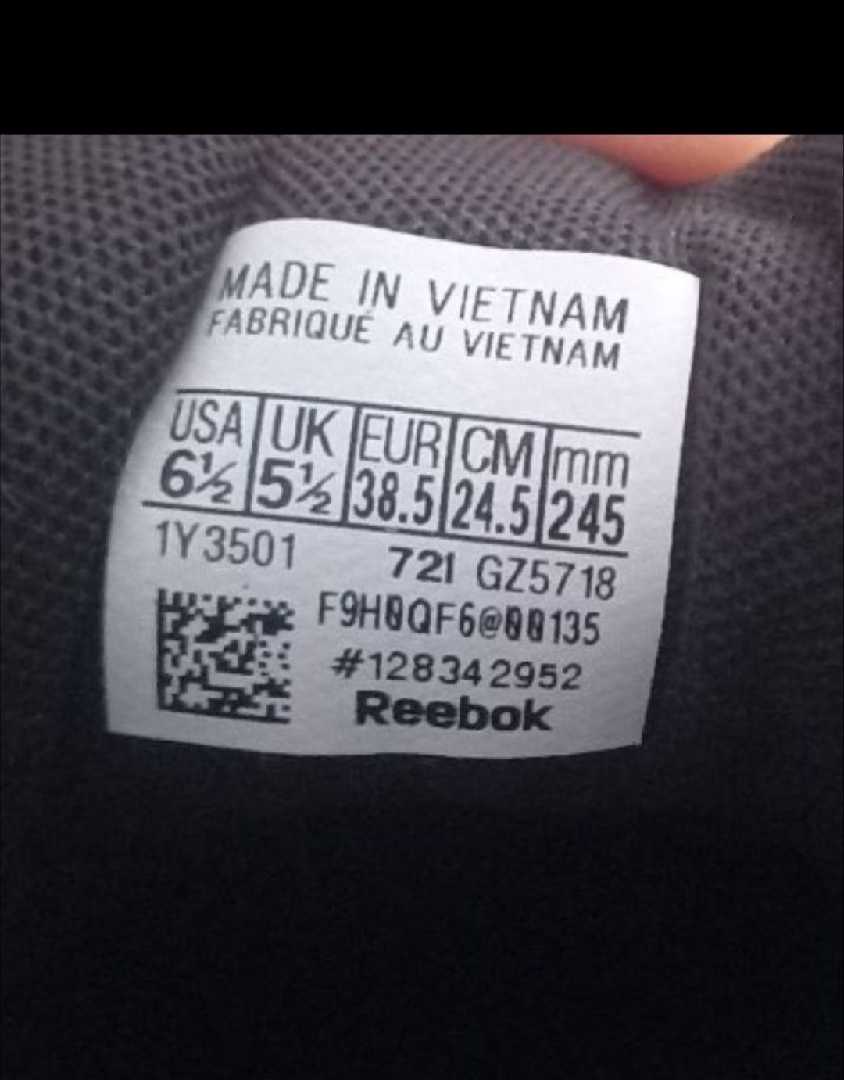 MADE IN VIETNAM
FABRIQUÉ AU VIETNAM
USA UK EUR CM mm
6½ 5½ 38.5 24.5 245
1Y3501 721 GZ5718
F9H0QF6@00135
#128342952
Reebok